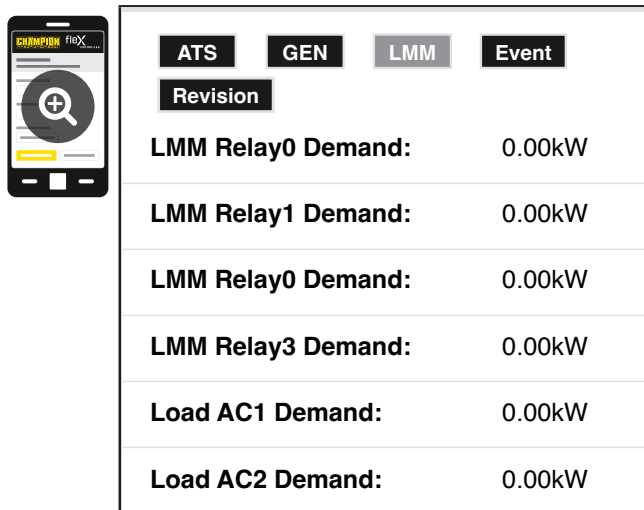 CHAMPION fleX
ATS GEN LMM Event
Revision
LMM Relay0 Demand: 0.00kW
LMM Relay1 Demand: 0.00kW
LMM Relay0 Demand: 0.00kW
LMM Relay3 Demand: 0.00kW
Load AC1 Demand: 0.00kW
Load AC2 Demand: 0.00kW